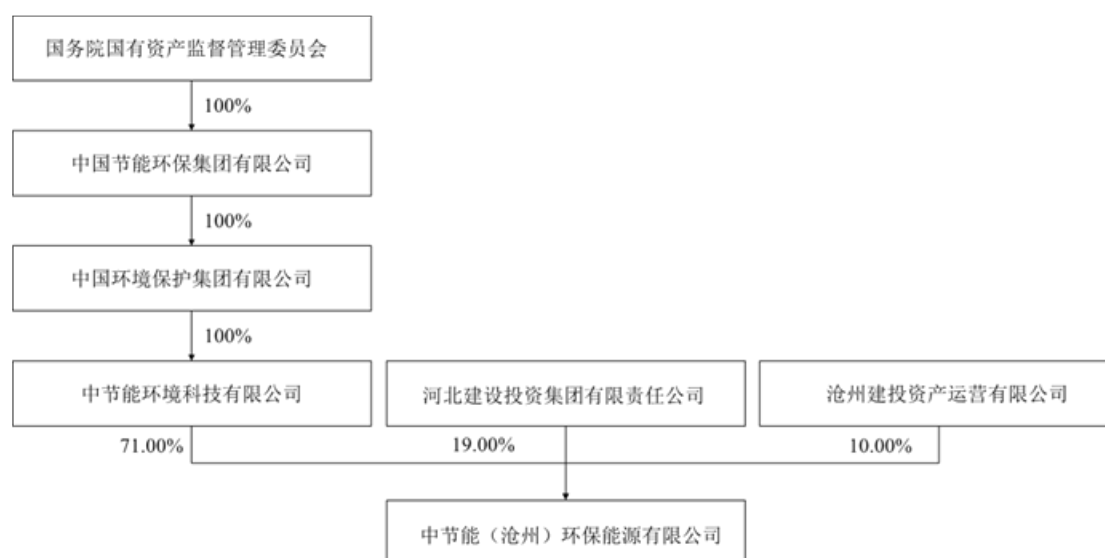 国务院国有资产监督管理委员会
100%
中国节能环保集团有限公司
100%
中国环境保护集团有限公司
100%
中节能环境科技有限公司
河北建设投资集团有限责任公司
沧州建投资产运营有限公司
71.00%
19.00%
10.00%
中节能（沧州）环保能源有限公司